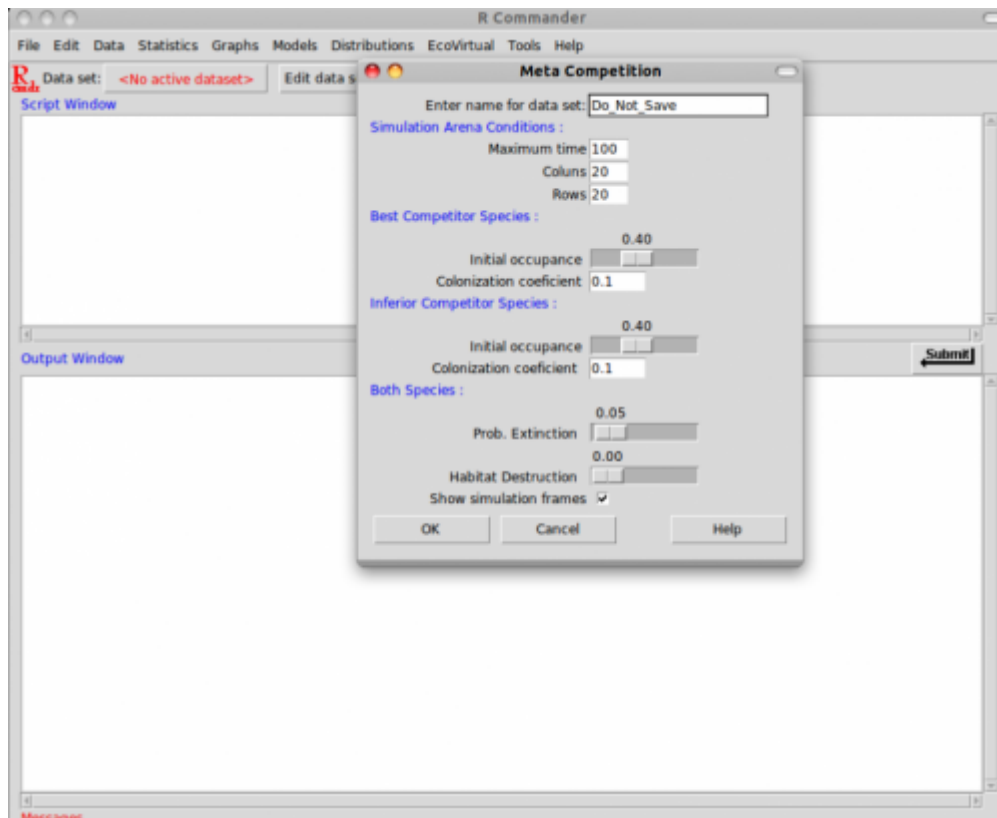 R Commander
File Edit Data Statistics Graphs Models Distributions EcoVirtual Tools Help
R Data set: <No active dataset> Edit data s
Script Window
Meta Competition
Enter name for data set: Do_Not_Save
Simulation Arena Conditions :
Maximum time 100
Coluns 20
Rows 20
Best Competitor Species :
0.40
Initial occupance
Colonization coeficient 0.1
Inferior Competitor Species :
0.40
Initial occupance
Colonization coeficient 0.1
Both Species :
0.05
Prob. Extinction
0.00
Habitat Destruction
Show simulation frames
OK Cancel Help
Output Window
Submit
Messages